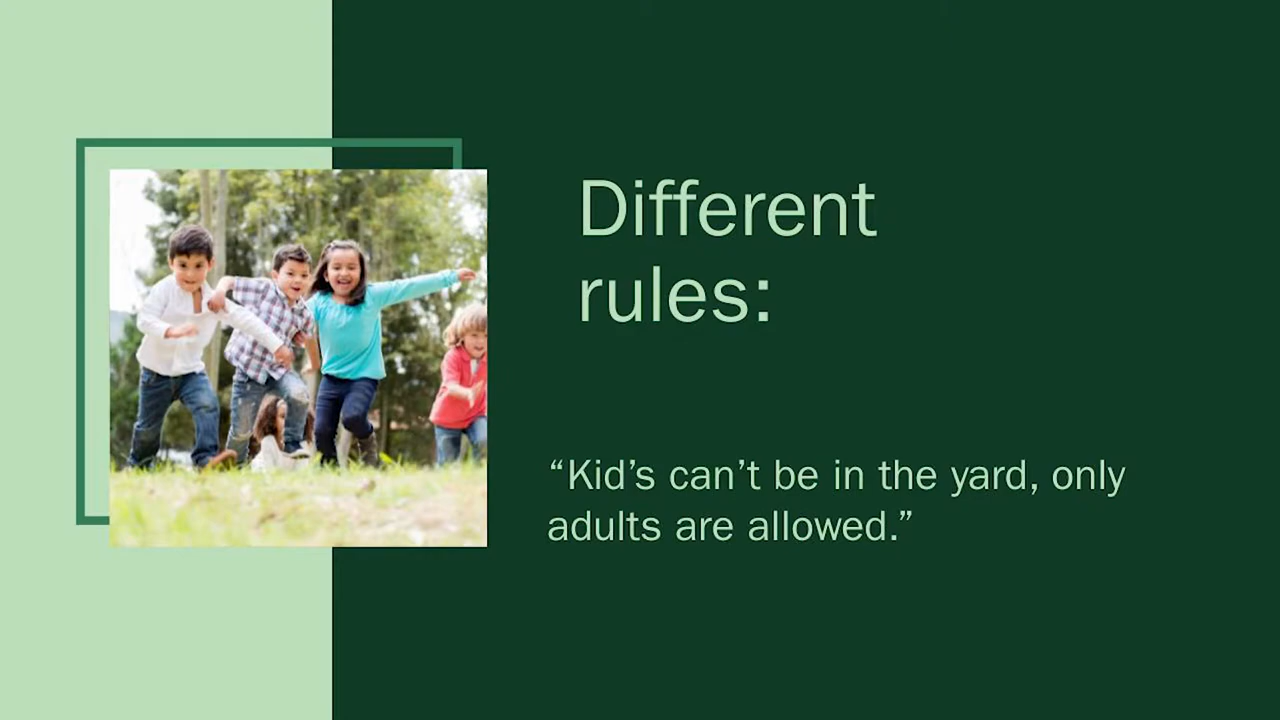 Different
rules:
“Kid’s can’t be in the yard, only
adults are allowed.”